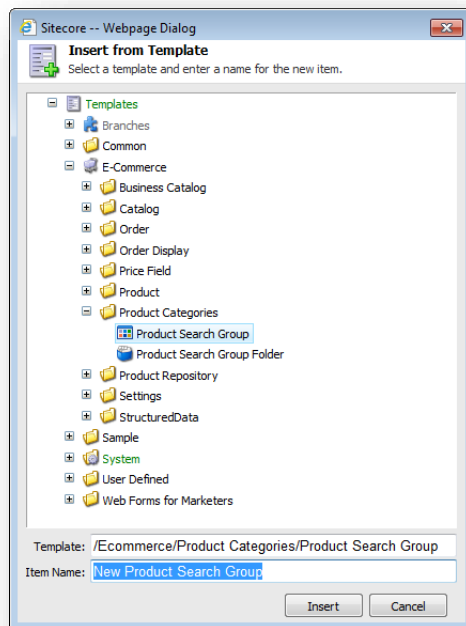 Sitecore -- Webpage Dialog
Insert from Template
Select a template and enter a name for the new item.
Templates
Branches
Common
E-Commerce
Business Catalog
Catalog
Order
Order Display
Price Field
Product
Product Categories
Product Search Group
Product Search Group Folder
Product Repository
Settings
StructuredData
Sample
System
User Defined
Web Forms for Marketers
Template: /Ecommerce/Product Categories/Product Search Group
Item Name: New Product Search Group
Insert Cancel